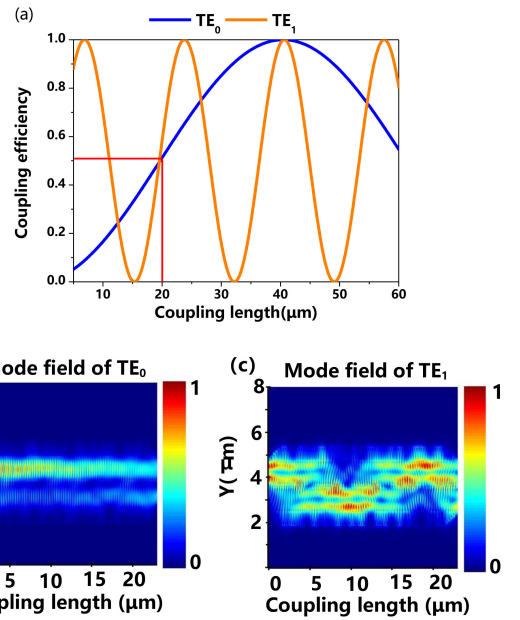 (a)
TE0 TE1
Coupling efficiency
1.0
0.8
0.6
0.4
0.2
0.0
10 20 30 40 50 60
Coupling length(μm)
ode field of TE0
1
0
5 10 20
pling length (μm)
(c) Mode field of TE1
Y( m)
8
6
4
2
1
0
0 5 10 20
Coupling length (μm)